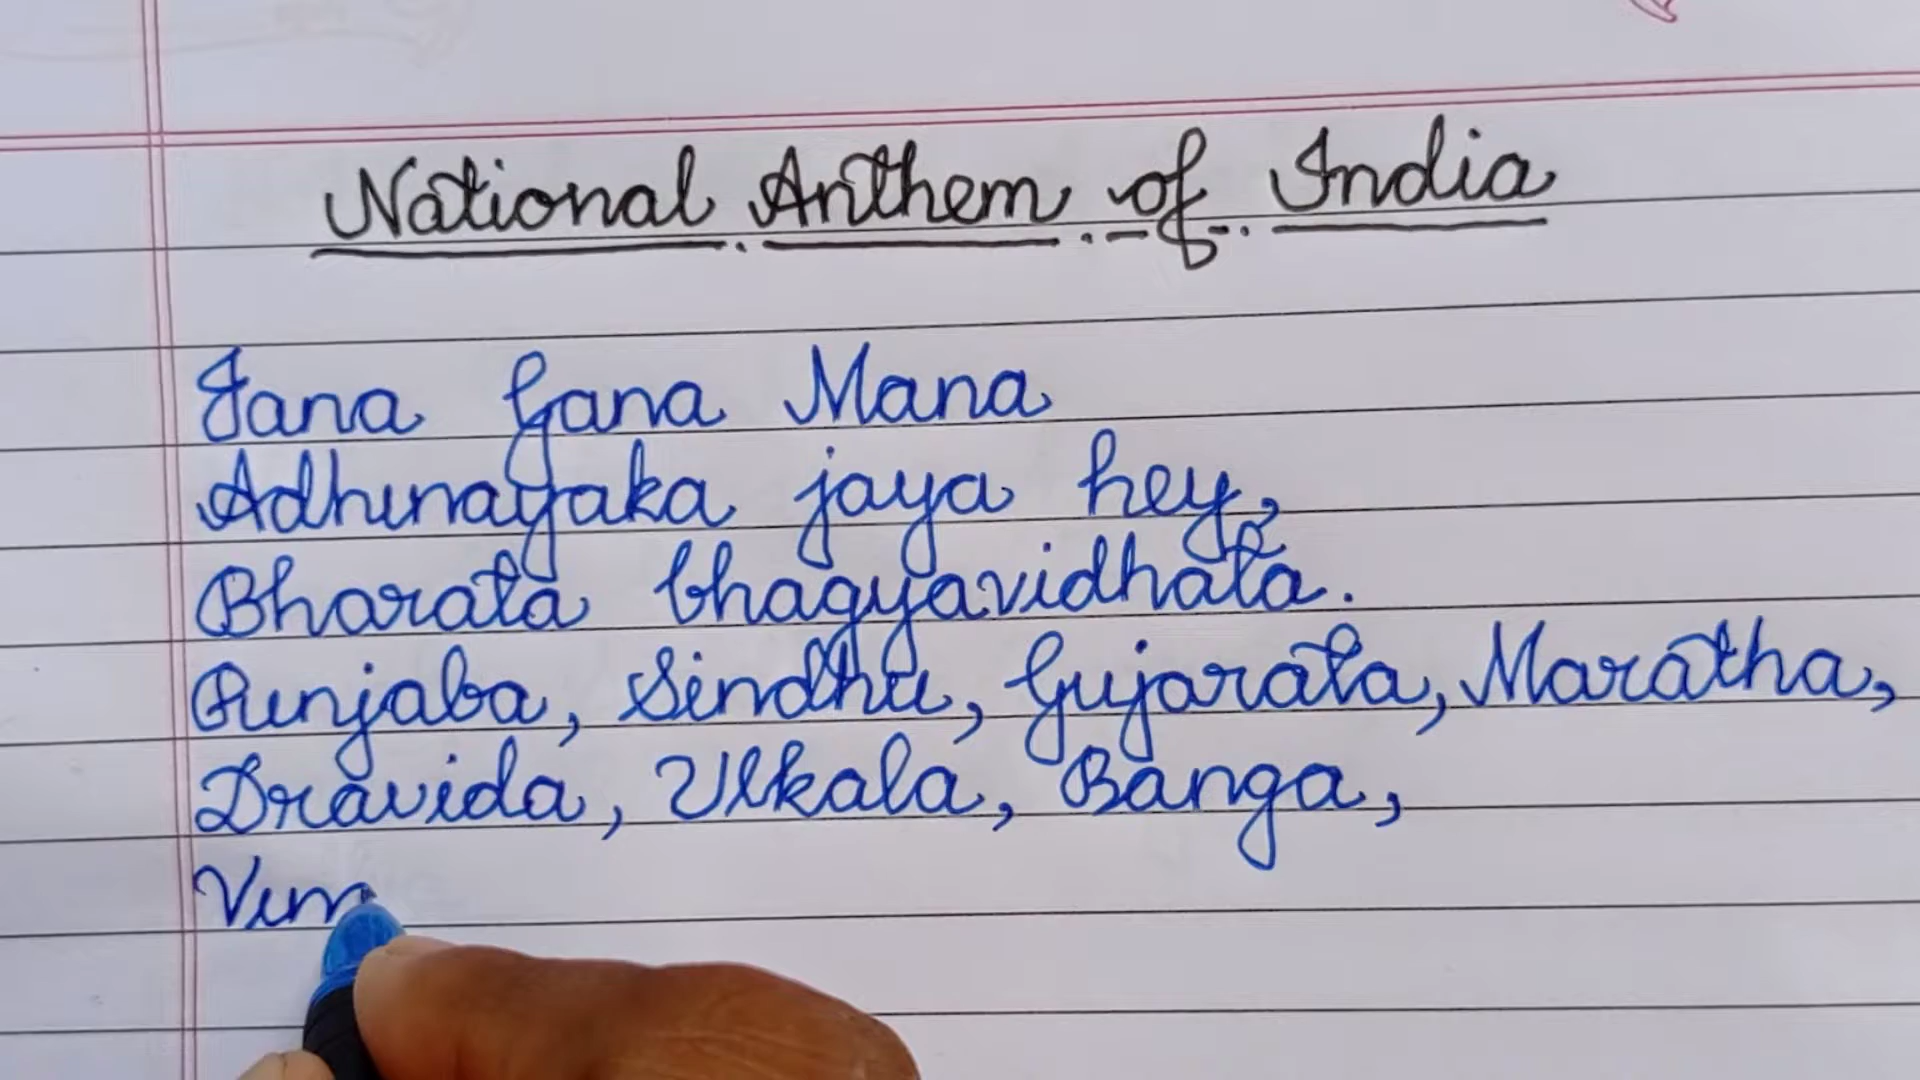 National Anthem of India
Jana Gana Mana
Adhinayaka jaya hey,
Bharata bhagyavidhata.
Punjaba, Sindhu, Gujarata, Maratha,
Dravida, Utkala, Banga,
Vin